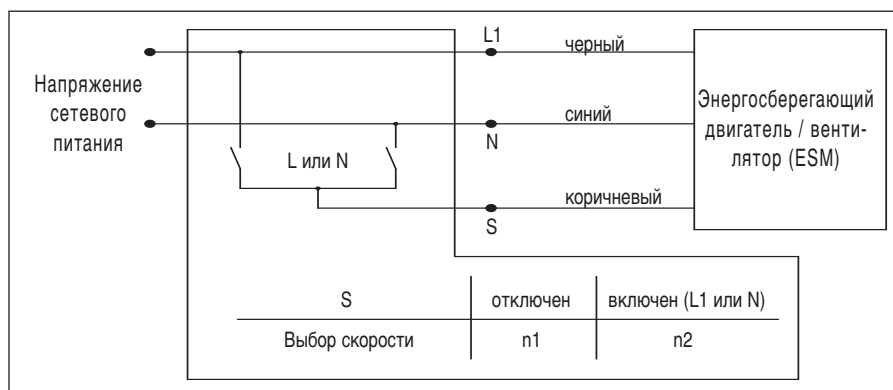 L1
черный
Напряжение
сетевого
питания
синий
N
Энергосберегающий
двигатель / венти-
лятор (ESM)
L или N
коричневый
S
S отключен включен (L1 или N)
Выбор скорости n1 n2